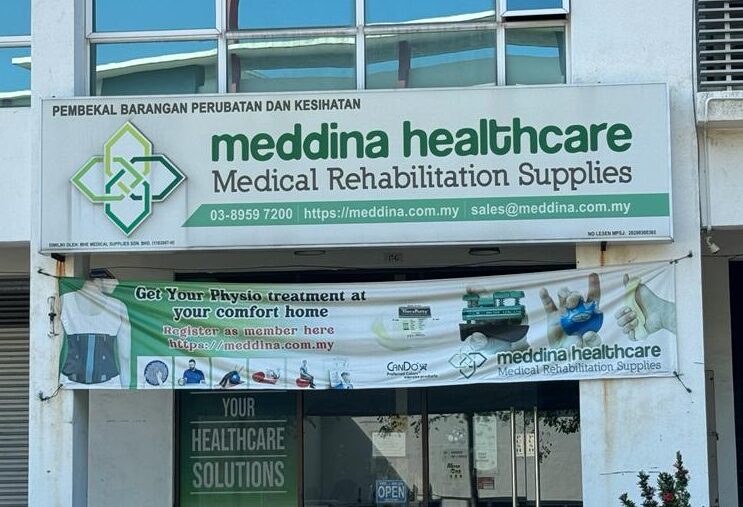 PEMBEKAL BARANGAN PERUBATAN DAN KESIHATAN
meddina healthcare
Medical Rehabilitation Supplies
03-8959 7200 | https://meddina.com.my | sales@meddina.com.my
Get Your Physio treatment at
your comfort home
Register as member here
https://meddina.com.my
CanDo
meddina healthcare
Medical Rehabilitation Supplies
YOUR
HEALTHCARE
SOLUTIONS
OPEN